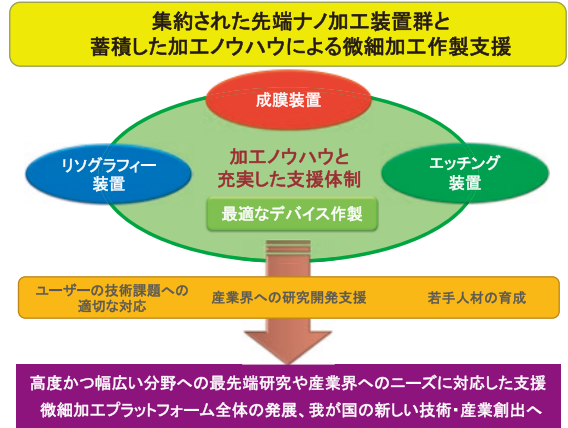 集約された先端ナノ加工装置群と
蓄積した加工ノウハウによる微細加工作製支援
成膜装置
リソグラフィー
装置
加工ノウハウと
充実した支援体制
エッチング
装置
最適なデバイス作製
ユーザーの技術課題への
適切な対応
産業界への研究開発支援
若手人材の育成
高度かつ幅広い分野への最先端研究や産業界へのニーズに対応した支援
微細加工プラットフォーム全体の発展、我が国の新しい技術・産業創出へ